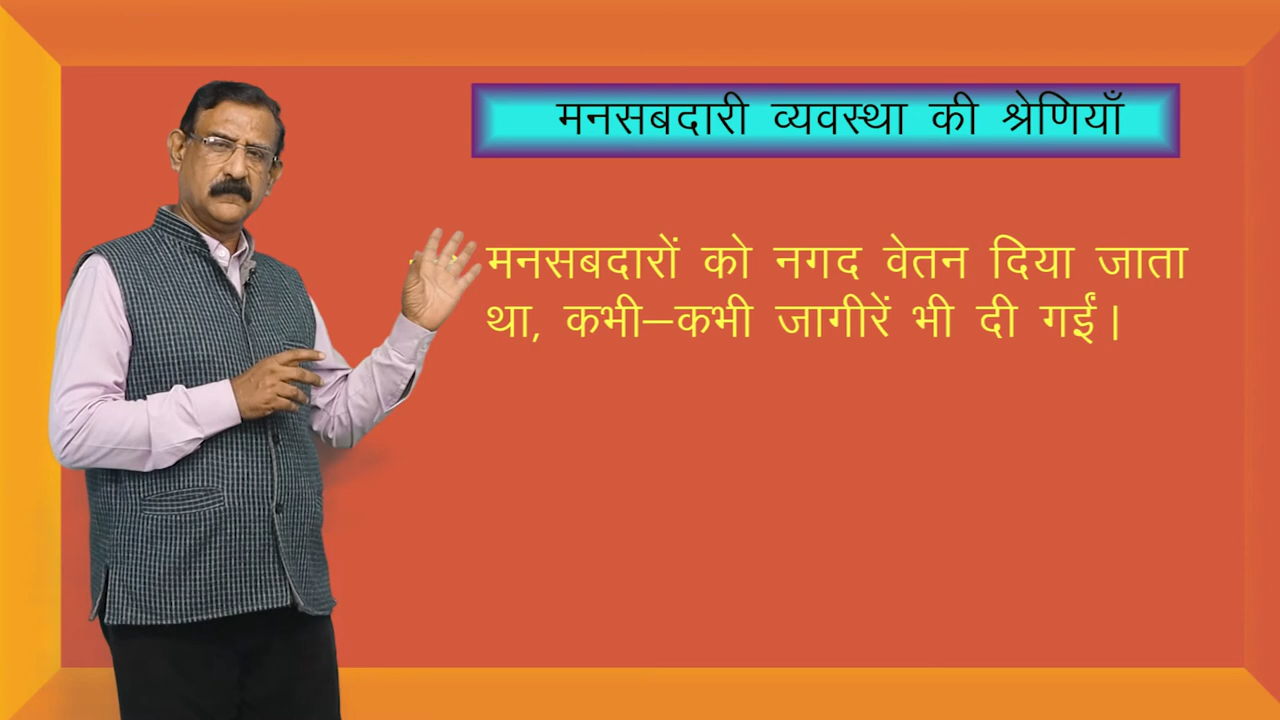 मनसबदारी व्यवस्था की श्रेणियाँ
मनसबदारों को नगद वेतन दिया जाता
था, कभी–कभी जागीरें भी दी गईं।